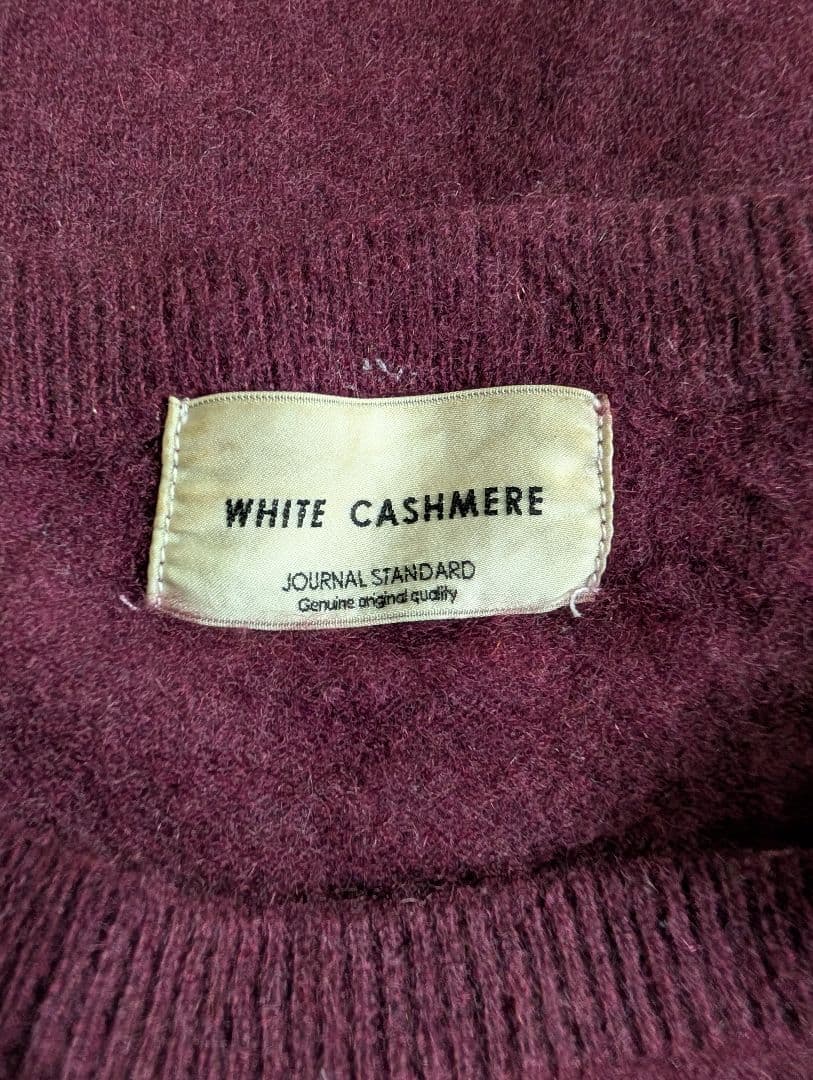 WHITE CASHMERE
JOURNAL STANDARD
Genuine original quality